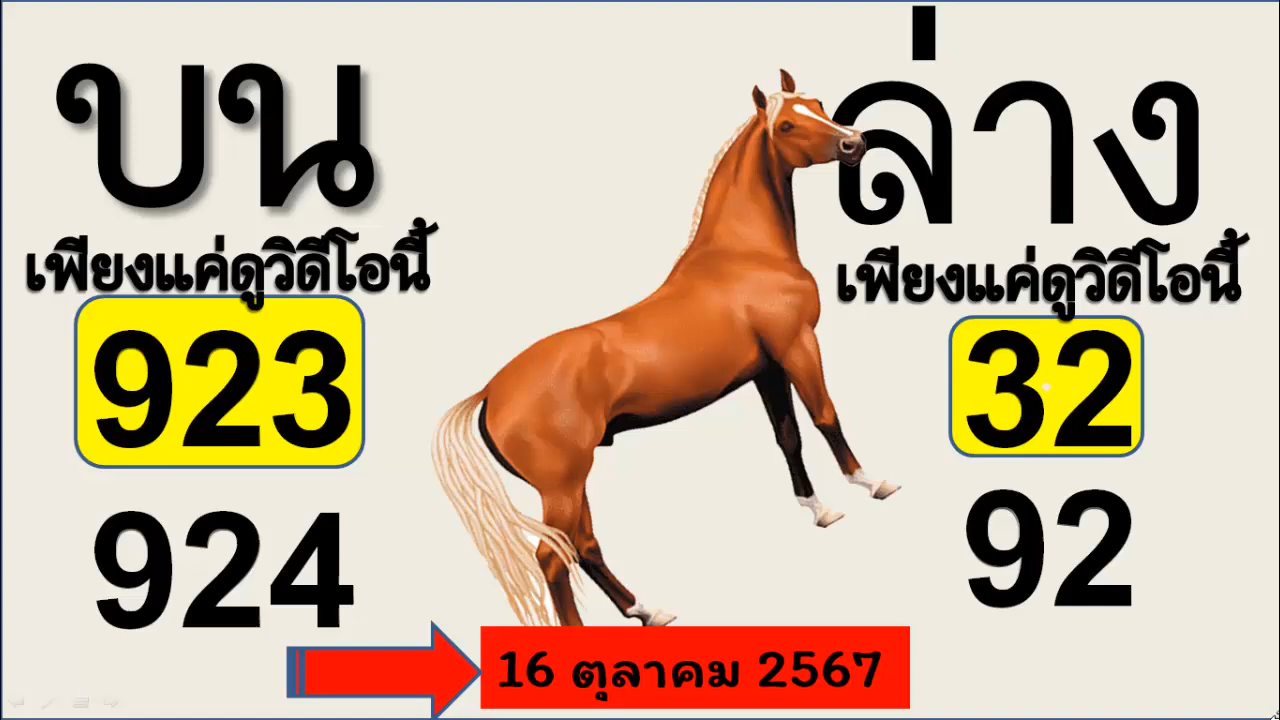 บน
เพียงแค่ดูวิดีโอนี้
923
924
ล่าง
เพียงแค่ดูวิดีโอนี้
32
92
16 ตุลาคม 2567